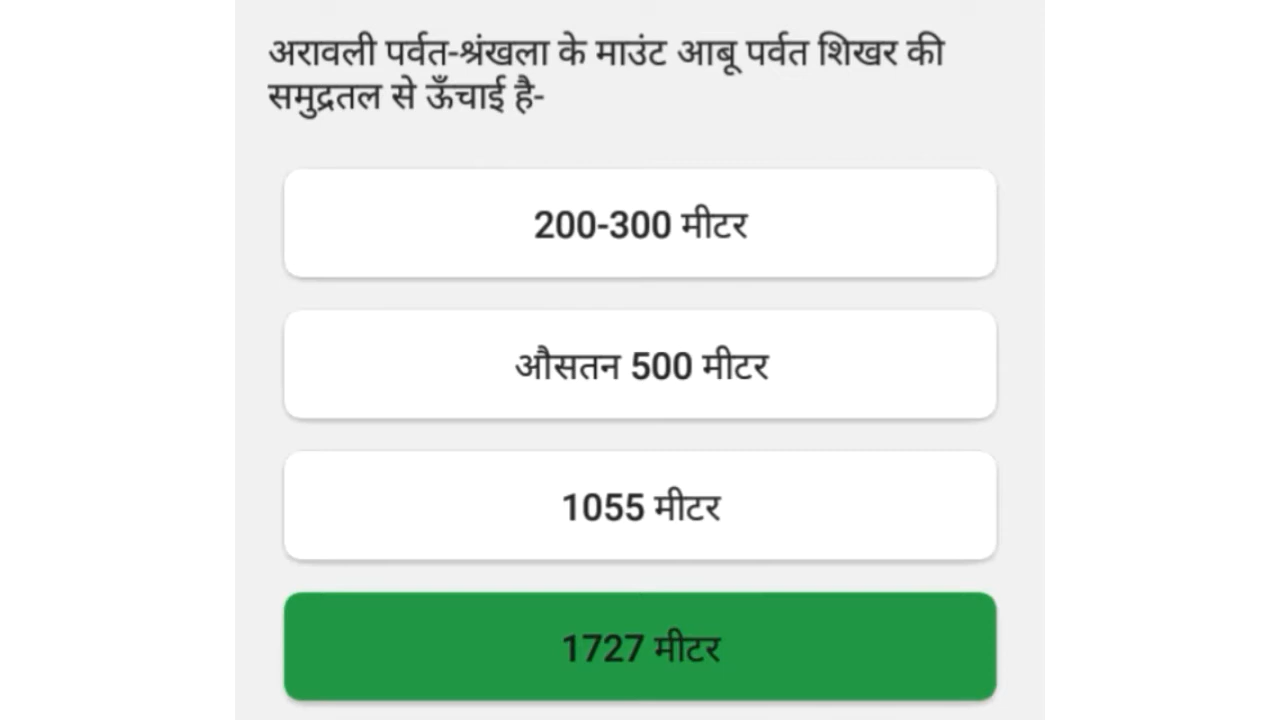 अरावली पर्वत-श्रंखला के माउंट आबू पर्वत शिखर की
समुद्रतल से ऊँचाई है-
200-300 मीटर
औसतन 500 मीटर
1055 मीटर
1727 मीटर